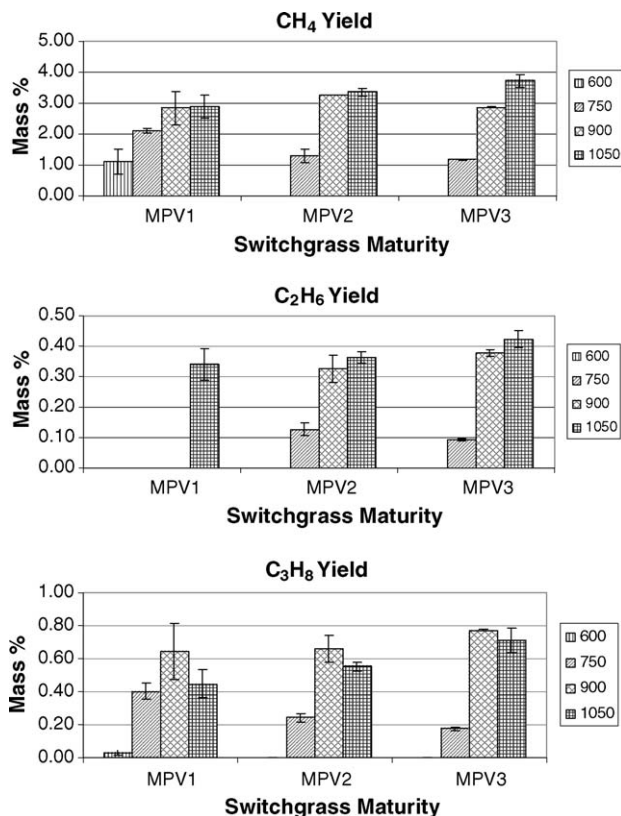 CH₄ Yield
5.00
4.00
3.00
2.00
1.00
0.00
Mass %
MPV1 MPV2 MPV3
Switchgrass Maturity
600
750
900
1050
C₂H₆ Yield
0.50
0.40
0.30
0.20
0.10
0.00
Mass %
MPV1 MPV2 MPV3
Switchgrass Maturity
600
750
900
1050
C₃H₈ Yield
1.00
0.80
0.60
0.40
0.20
0.00
Mass %
MPV1 MPV2 MPV3
Switchgrass Maturity
600
750
900
1050